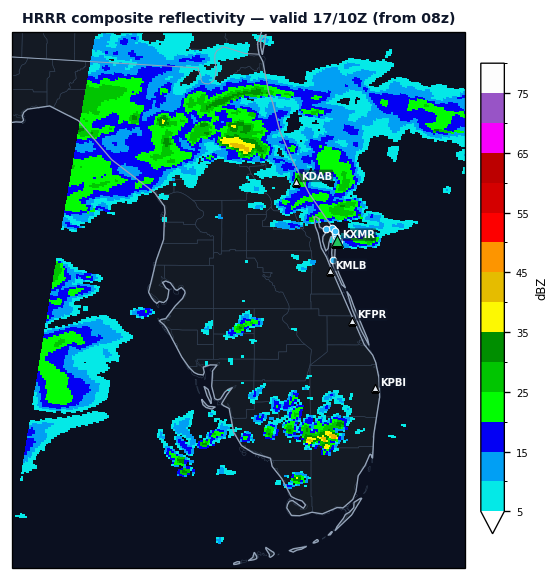 HRRR composite reflectivity — valid 17/10Z (from 08z)
KDAB
KXMR
KMLB
KFPR
KPBI
75
65
55
45
35
25
15
5
dBZ